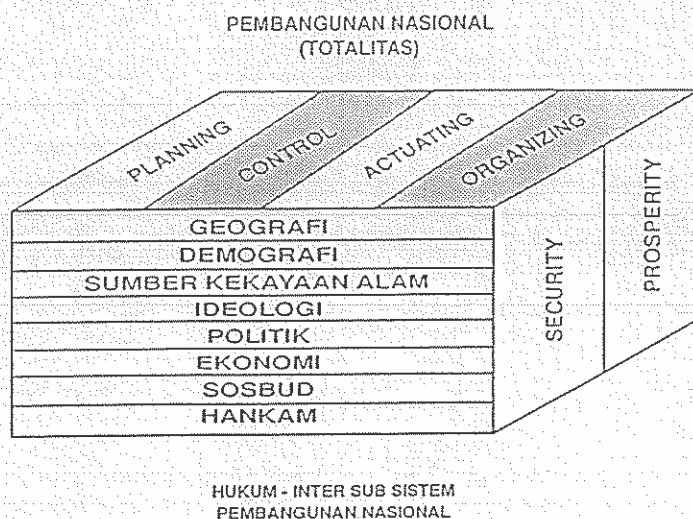 PEMBANGUNAN NASIONAL
(TOTALITAS)
PLANNING
CONTROL
ACTUATING
ORGANIZING
GEOGRAFI
DEMOGRAFI
SUMBER KEKAYAAN ALAM
IDEOLOGI
POLITIK
EKONOMI
SOSBUD
HANKAM
SECURITY
PROSPERITY
HUKUM - INTER SUB SISTEM
PEMBANGUNAN NASIONAL